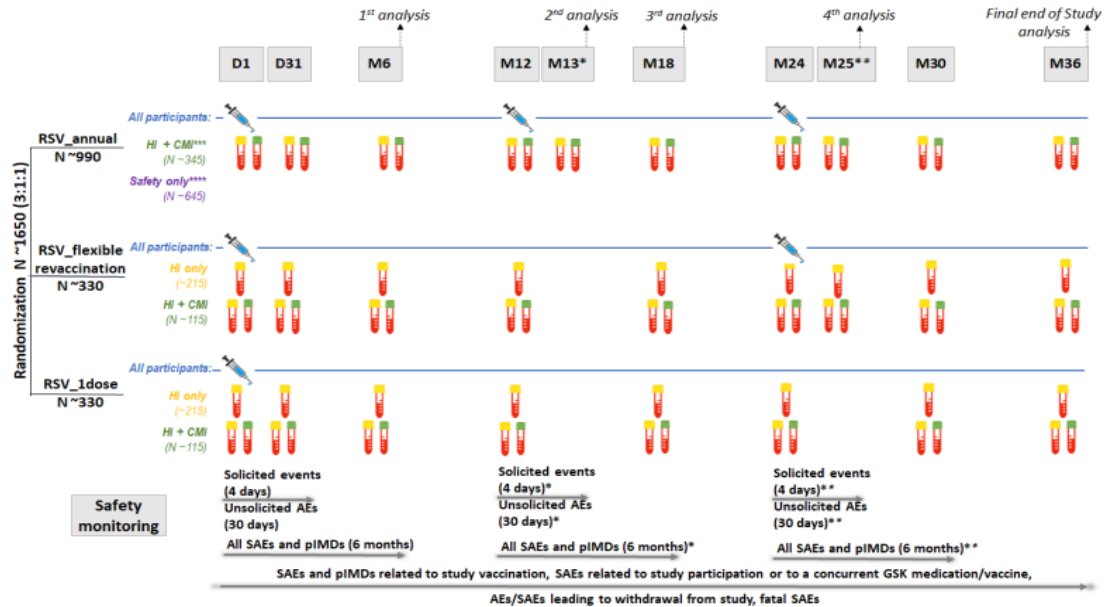 1st analysis
2nd analysis
3rd analysis
4th analysis
Final end of Study
analysis
D1
D31
M6
M12
M13*
M18
M24
M25**
M30
M36
Randomization N ~1650 (3:1:1)
All participants:
RSV_annual
N ~990
HI + CMI***
(N ~345)
Safety only****
(N ~645)
All participants:
RSV_flexible
revaccination
N ~330
HI only
(~215)
HI + CMI
(N ~115)
All participants:
RSV_1dose
N ~330
HI only
(~215)
HI + CMI
(N ~115)
Safety
monitoring
Solicited events
(4 days)
Unsolicited AEs
(30 days)
All SAEs and pIMDs (6 months)
Solicited events
(4 days)*
Unsolicited AEs
(30 days)*
All SAEs and pIMDs (6 months)*
Solicited events
(4 days)**
Unsolicited AEs
(30 days)**
All SAEs and pIMDs (6 months)**
SAEs and pIMDs related to study vaccination, SAEs related to study participation or to a concurrent GSK medication/vaccine,
AEs/SAEs leading to withdrawal from study, fatal SAEs